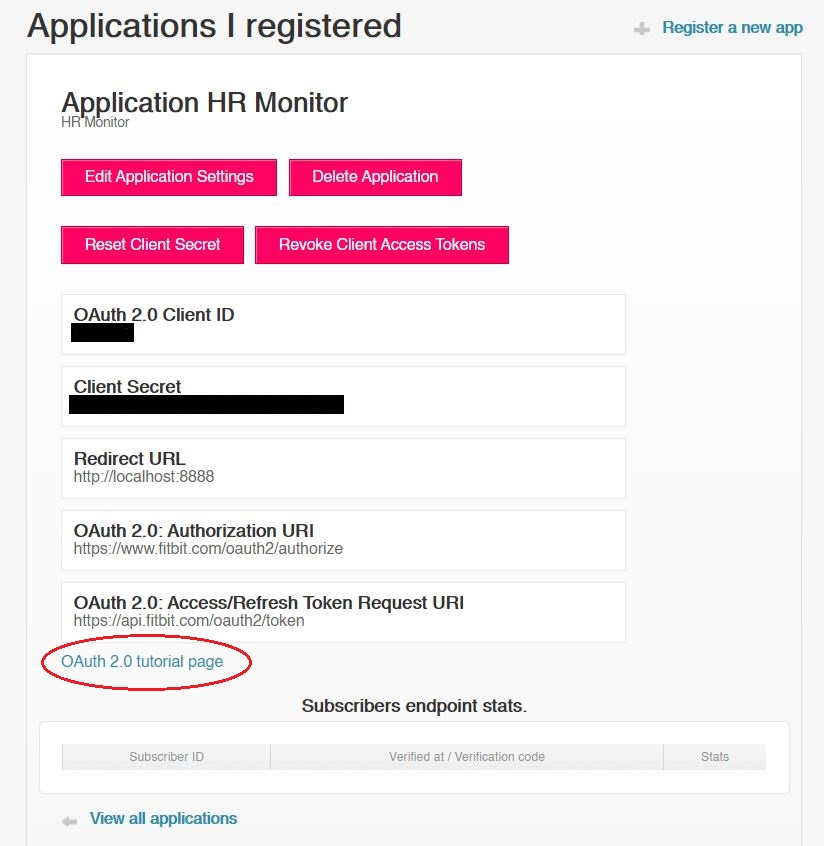 Applications I registered
Register a new app
Application HR Monitor
HR Monitor
Edit Application Settings
Delete Application
Reset Client Secret
Revoke Client Access Tokens
OAuth 2.0 Client ID
Client Secret
Redirect URL
http://localhost:8888
OAuth 2.0: Authorization URI
https://www.fitbit.com/oauth2/authorize
OAuth 2.0: Access/Refresh Token Request URI
https://api.fitbit.com/oauth2/token
OAuth 2.0 tutorial page
Subscribers endpoint stats.
Subscriber ID
Verified at / Verification code
Stats
View all applications